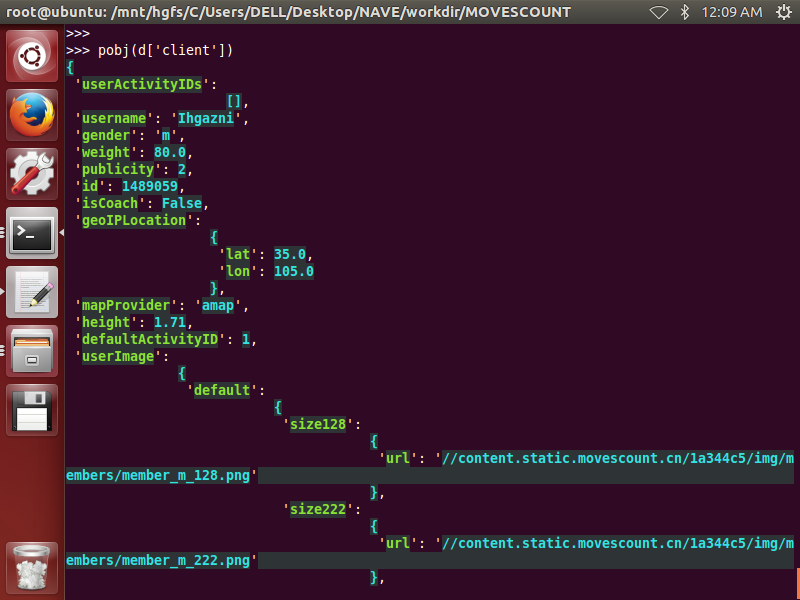 root@ubuntu: /mnt/hgfs/C/Users/DELL/Desktop/NAVE/workdir/MOVESCOUNT 12:09 AM
>>>
>>> pobj(d['client'])
{
'userActivityIDs':
[],
'username': 'Ihgazni',
'gender': 'm',
'weight': 80.0,
'publicity': 2,
'id': 1489059,
'isCoach': False,
'geoIPLocation':
{
'lat': 35.0,
'lon': 105.0
},
'mapProvider': 'amap',
'height': 1.71,
'defaultActivityID': 1,
'userImage':
{
'default':
{
'size128':
{
'url': '//content.static.movescount.cn/1a344c5/img/m
embers/member_m_128.png'
},
'size222':
{
'url': '//content.static.movescount.cn/1a344c5/img/m
embers/member_m_222.png'
},